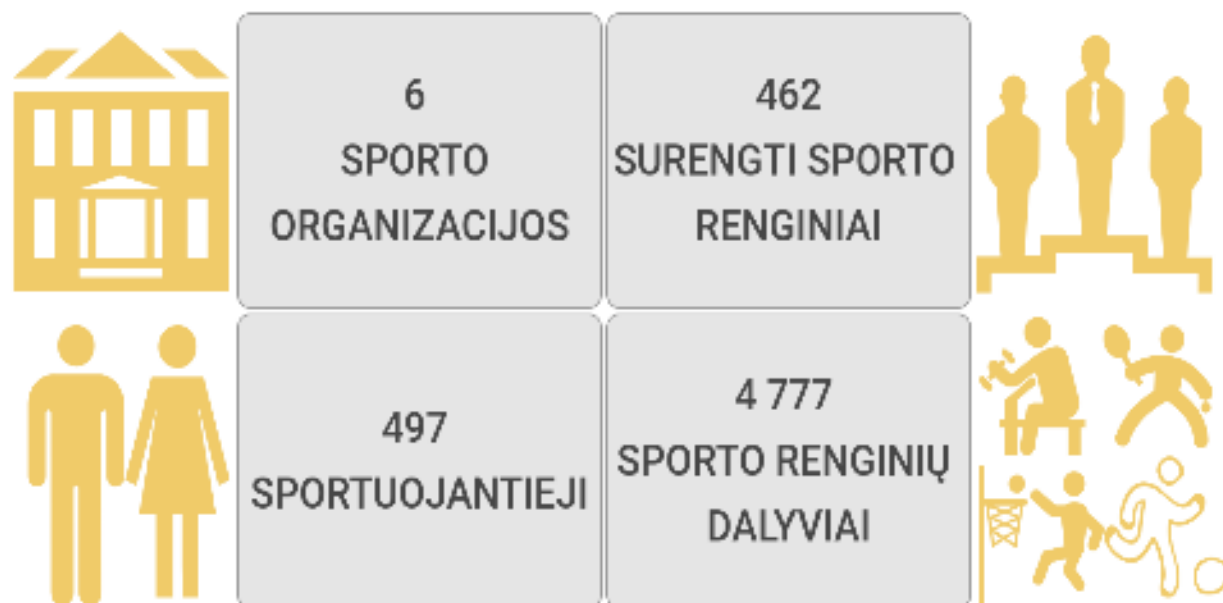 6
SPORTO
ORGANIZACIJOS
462
SURENGTI SPORTO
RENGINIAI
497
SPORTUOJANTIEJI
4 777
SPORTO RENGINIŲ
DALYVIAI